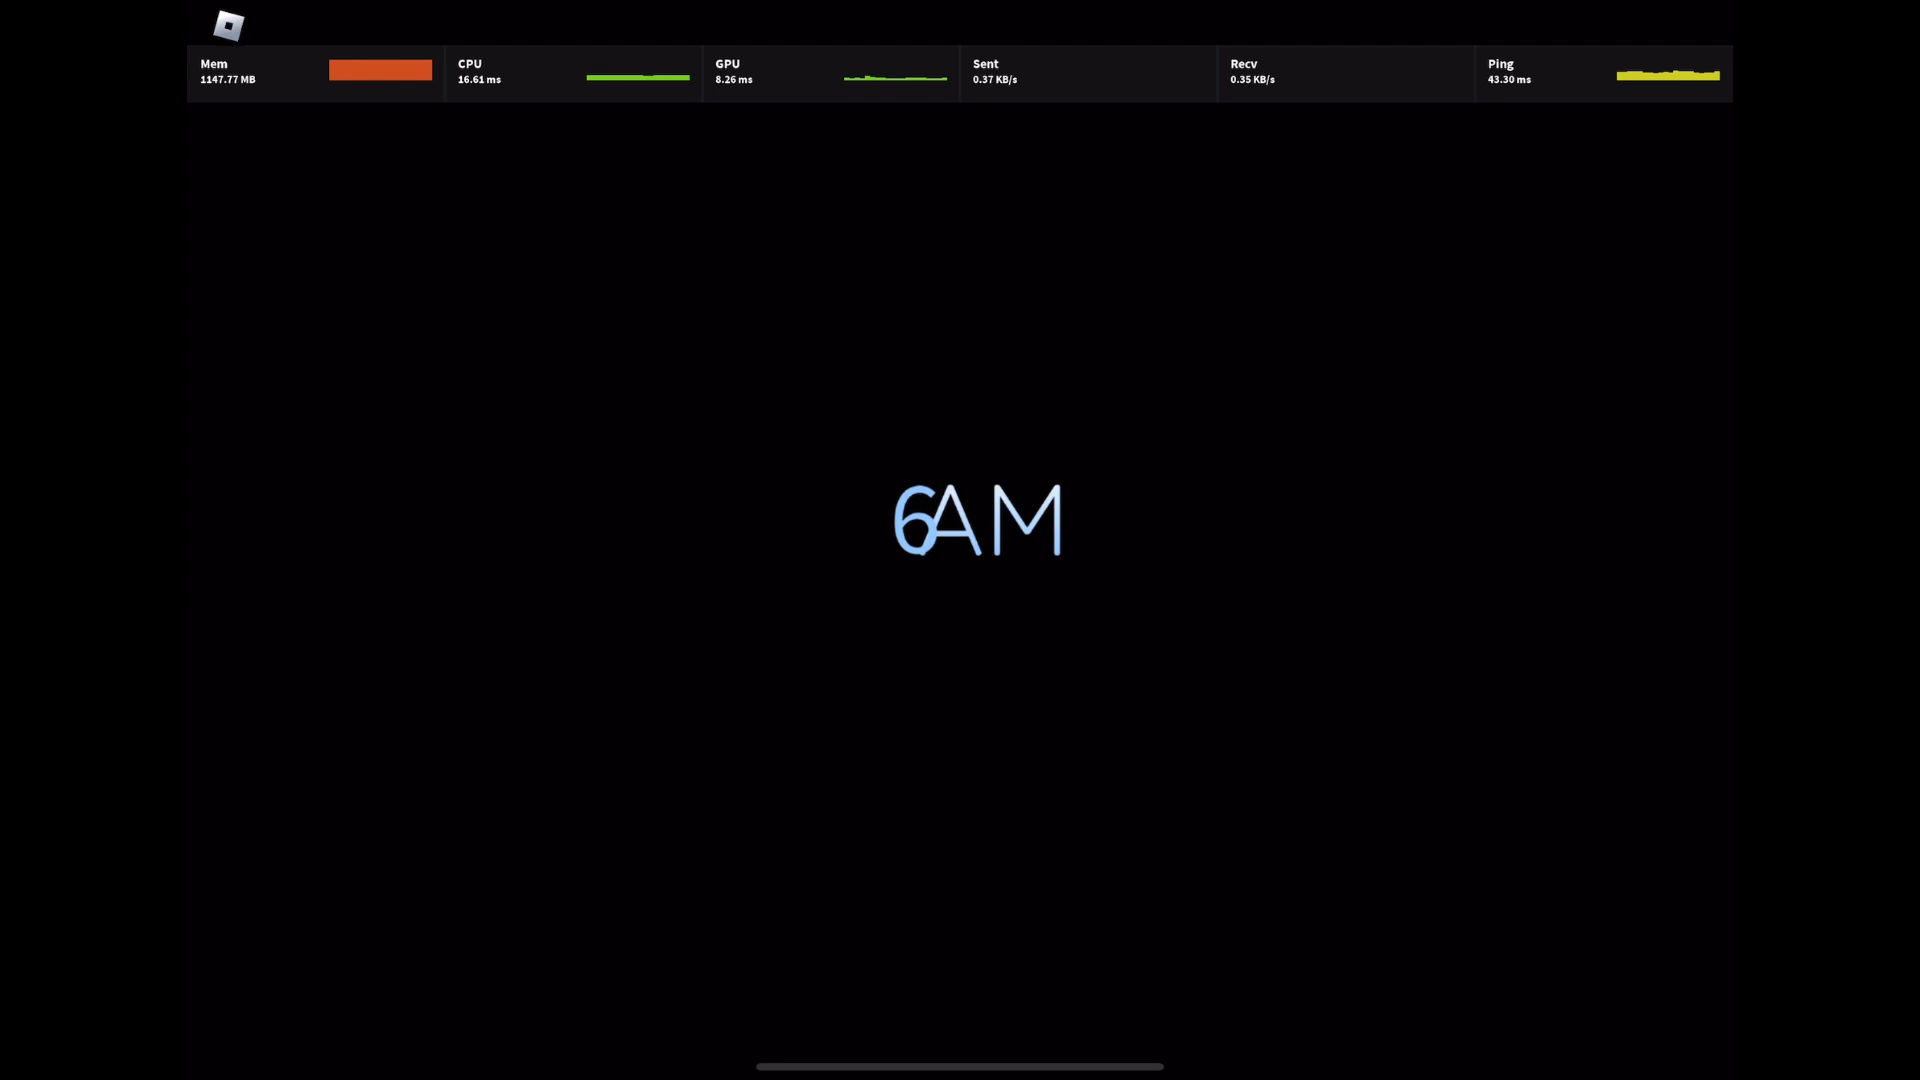 Mem
1147.77 MB
CPU
16.61 ms
GPU
8.26 ms
Sent
0.37 KB/s
Recv
0.35 KB/s
Ping
43.30 ms
6AM